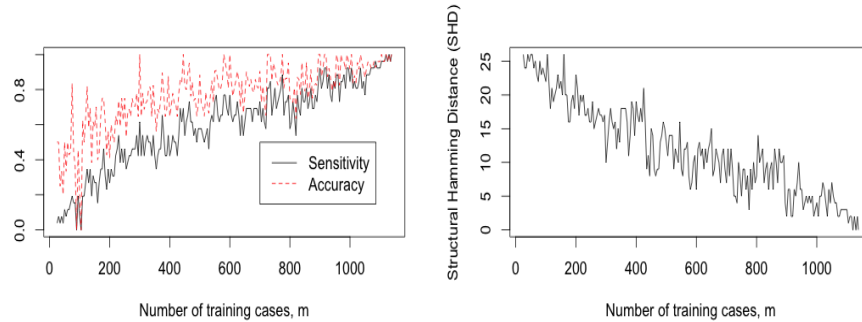 0.0 0.4 0.8
Sensitivity
Accuracy
0 200 400 600 800 1000
Number of training cases, m
Structural Hamming Distance (SHD)
0 5 10 15 20 25
0 200 400 600 800 1000
Number of training cases, m